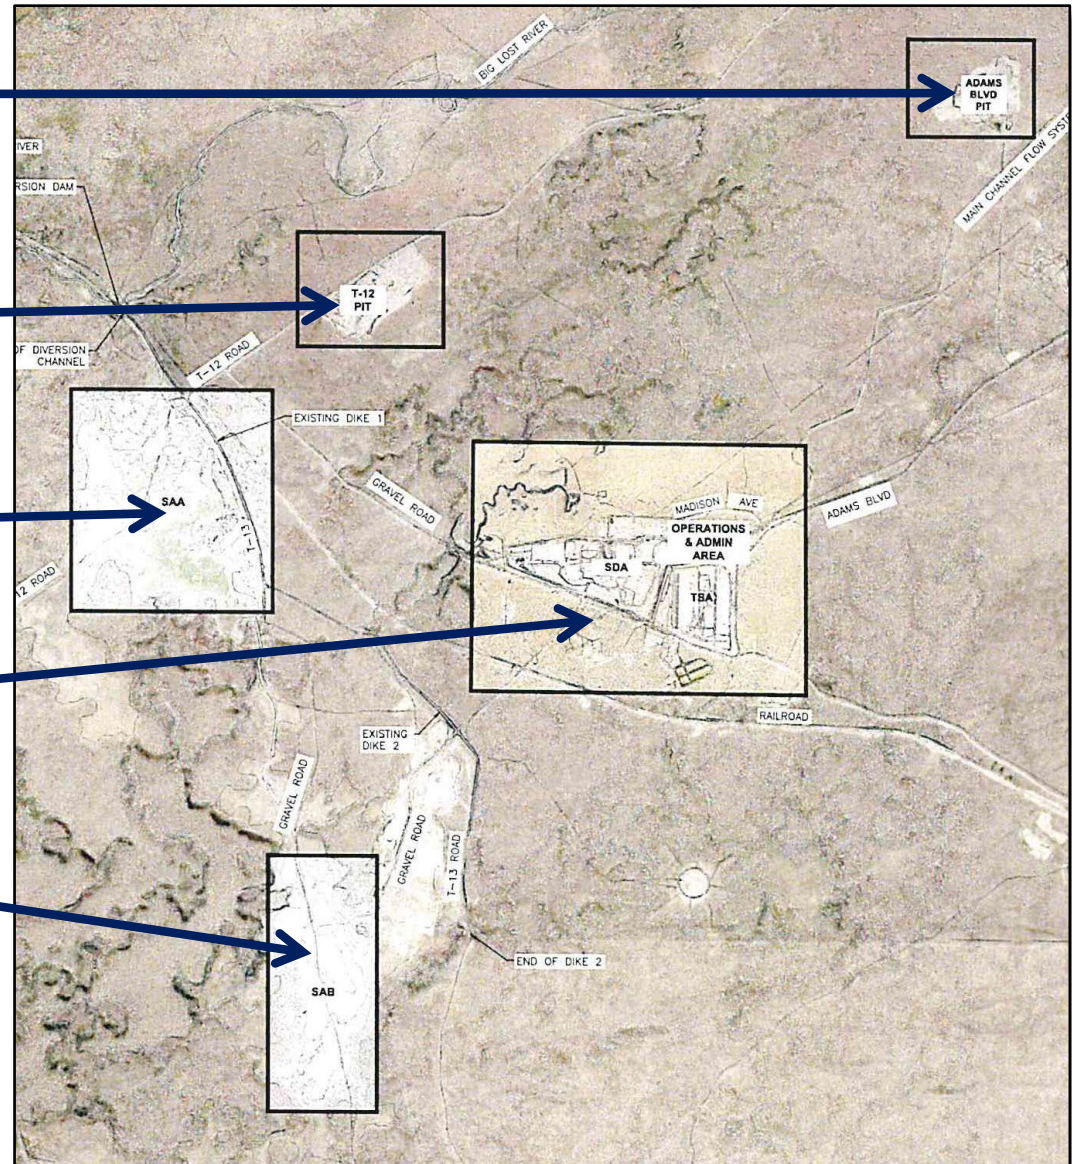 BIG LOST RIVER
ADAMS
BLVD
PIT
MAIN CHANNEL FLOW
IVER
RSION DAM
T-12
PIT
OF DIVERSION
CHANNEL
T-12 ROAD
EXISTING DIKE 1
SAA
T-13
GRAVEL ROAD
MADISON AVE
OPERATIONS
& ADMIN
AREA
SDA
TSA
ADAMS BLVD
12 ROAD
RAILROAD
EXISTING
DIKE 2
GRAVEL ROAD
GRAVEL ROAD
T-13 ROAD
END OF DIKE 2
SAB